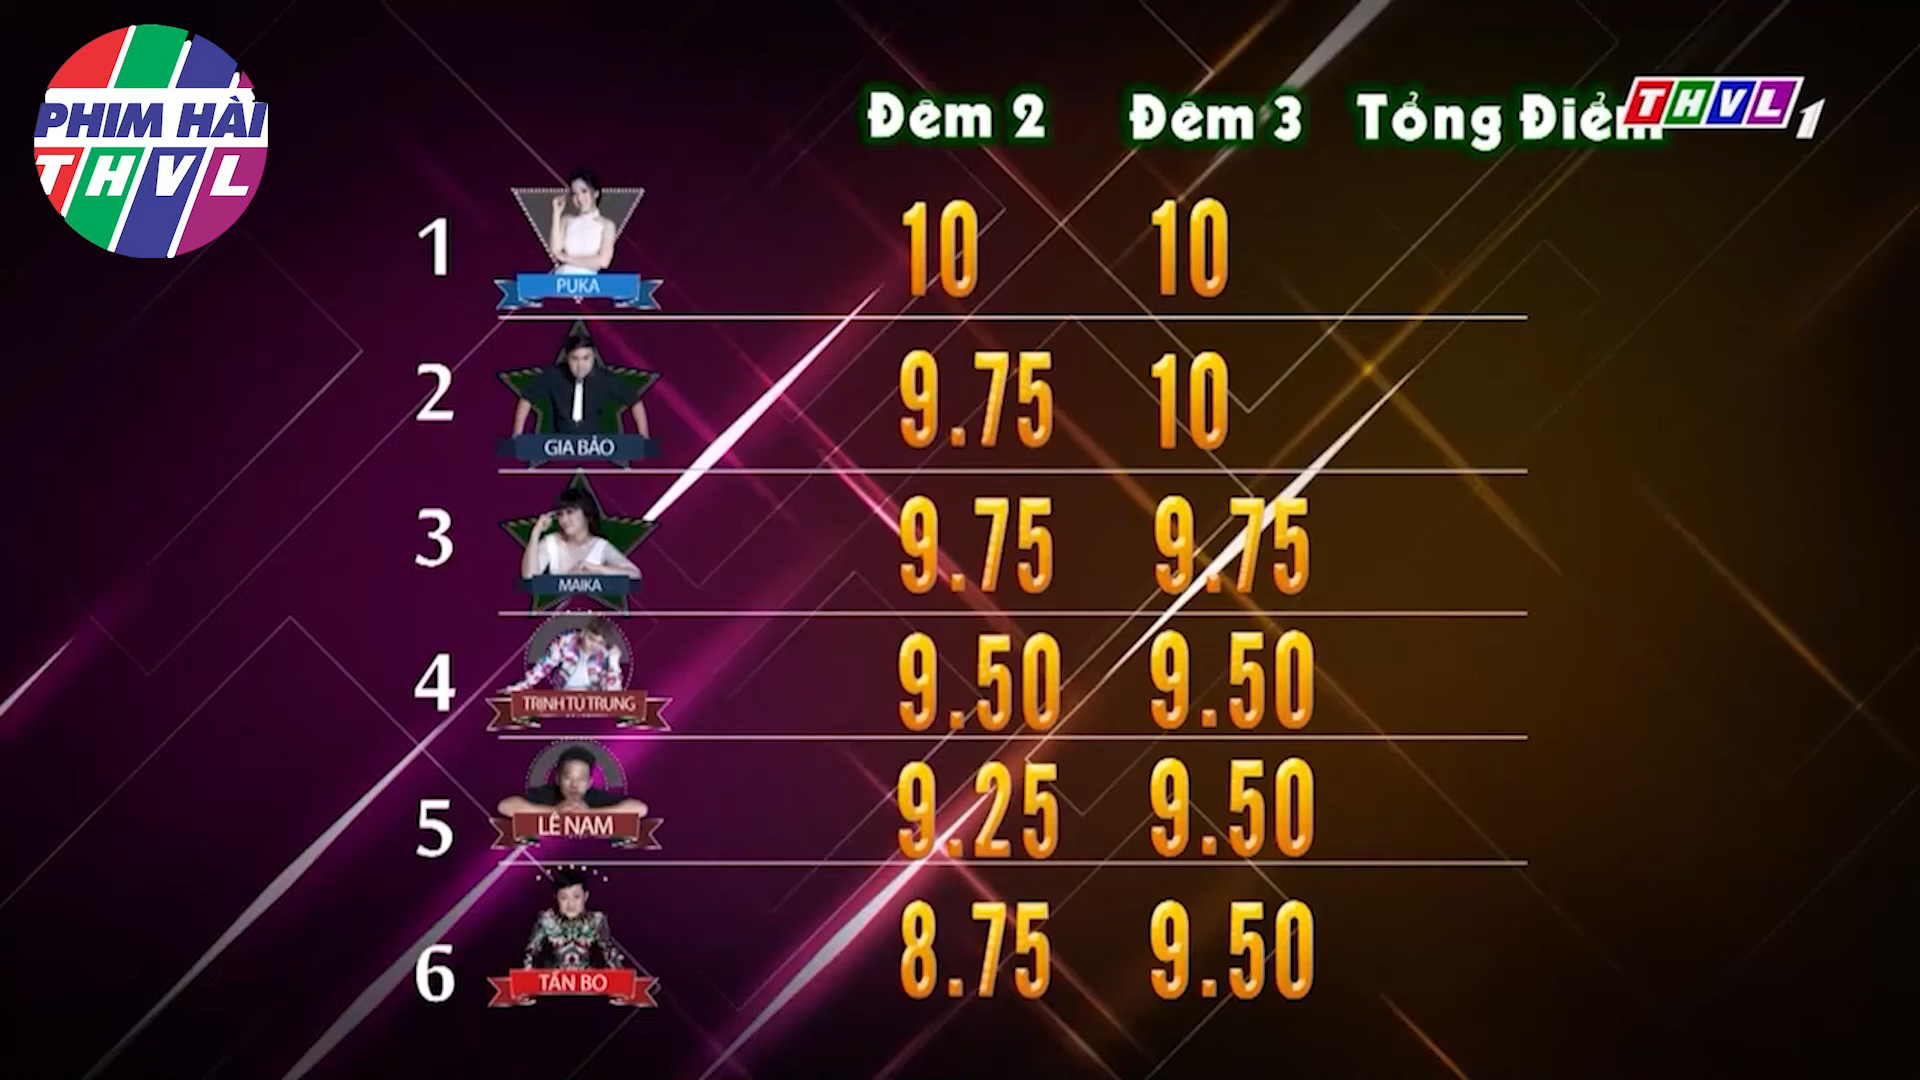 PHIM HÀI
THVL
Đêm 2 Đêm 3 Tổng Điểm
THVL 1
1 PUKA 10 10
2 GIA BẢO 9.75 10
3 MAIKA 9.75 9.75
4 TRỊNH TÚ TRUNG 9.50 9.50
5 LÊ NAM 9.25 9.50
6 TẤN BO 8.75 9.50